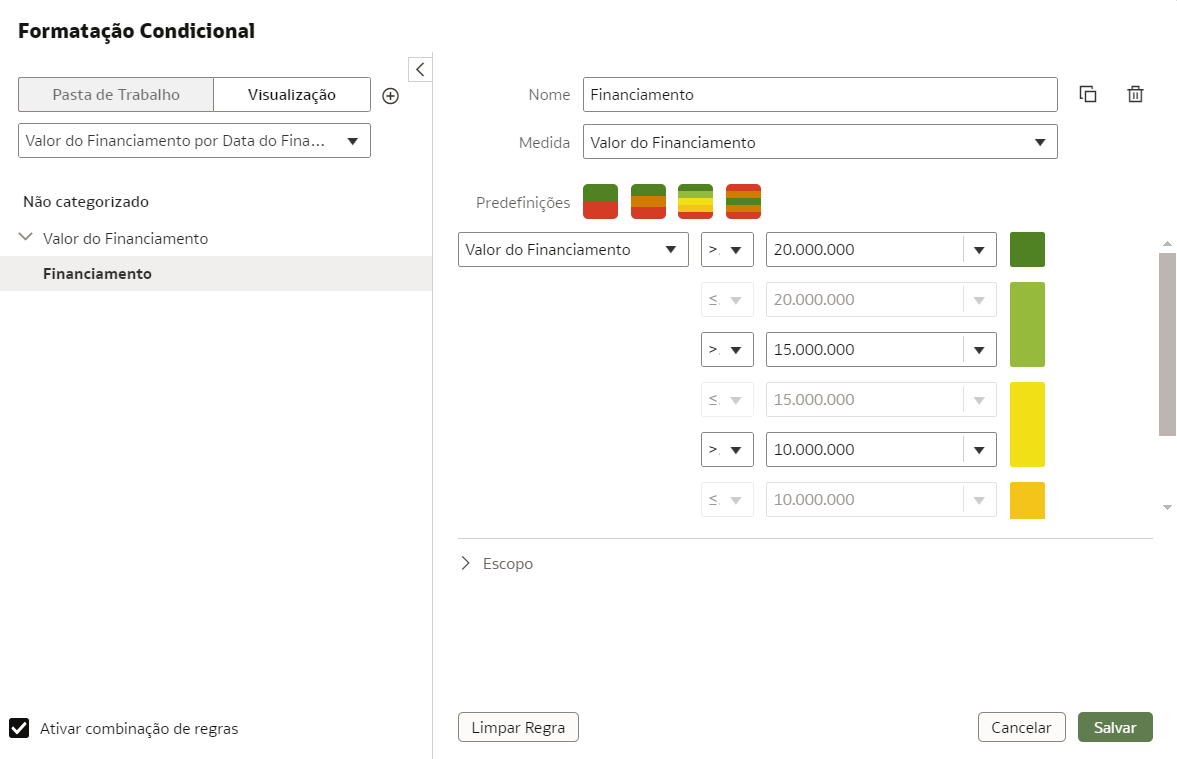 Formatação Condicional
Pasta de Trabalho
Visualização
Valor do Financiamento por Data do Fina...
Não categorizado
Valor do Financiamento
Financiamento
Ativar combinação de regras
Nome
Financiamento
Medida
Valor do Financiamento
Predefinições
Valor do Financiamento > 20.000.000
≤ 20.000.000
> 15.000.000
≤ 15.000.000
> 10.000.000
≤ 10.000.000
Escopo
Limpar Regra
Cancelar
Salvar